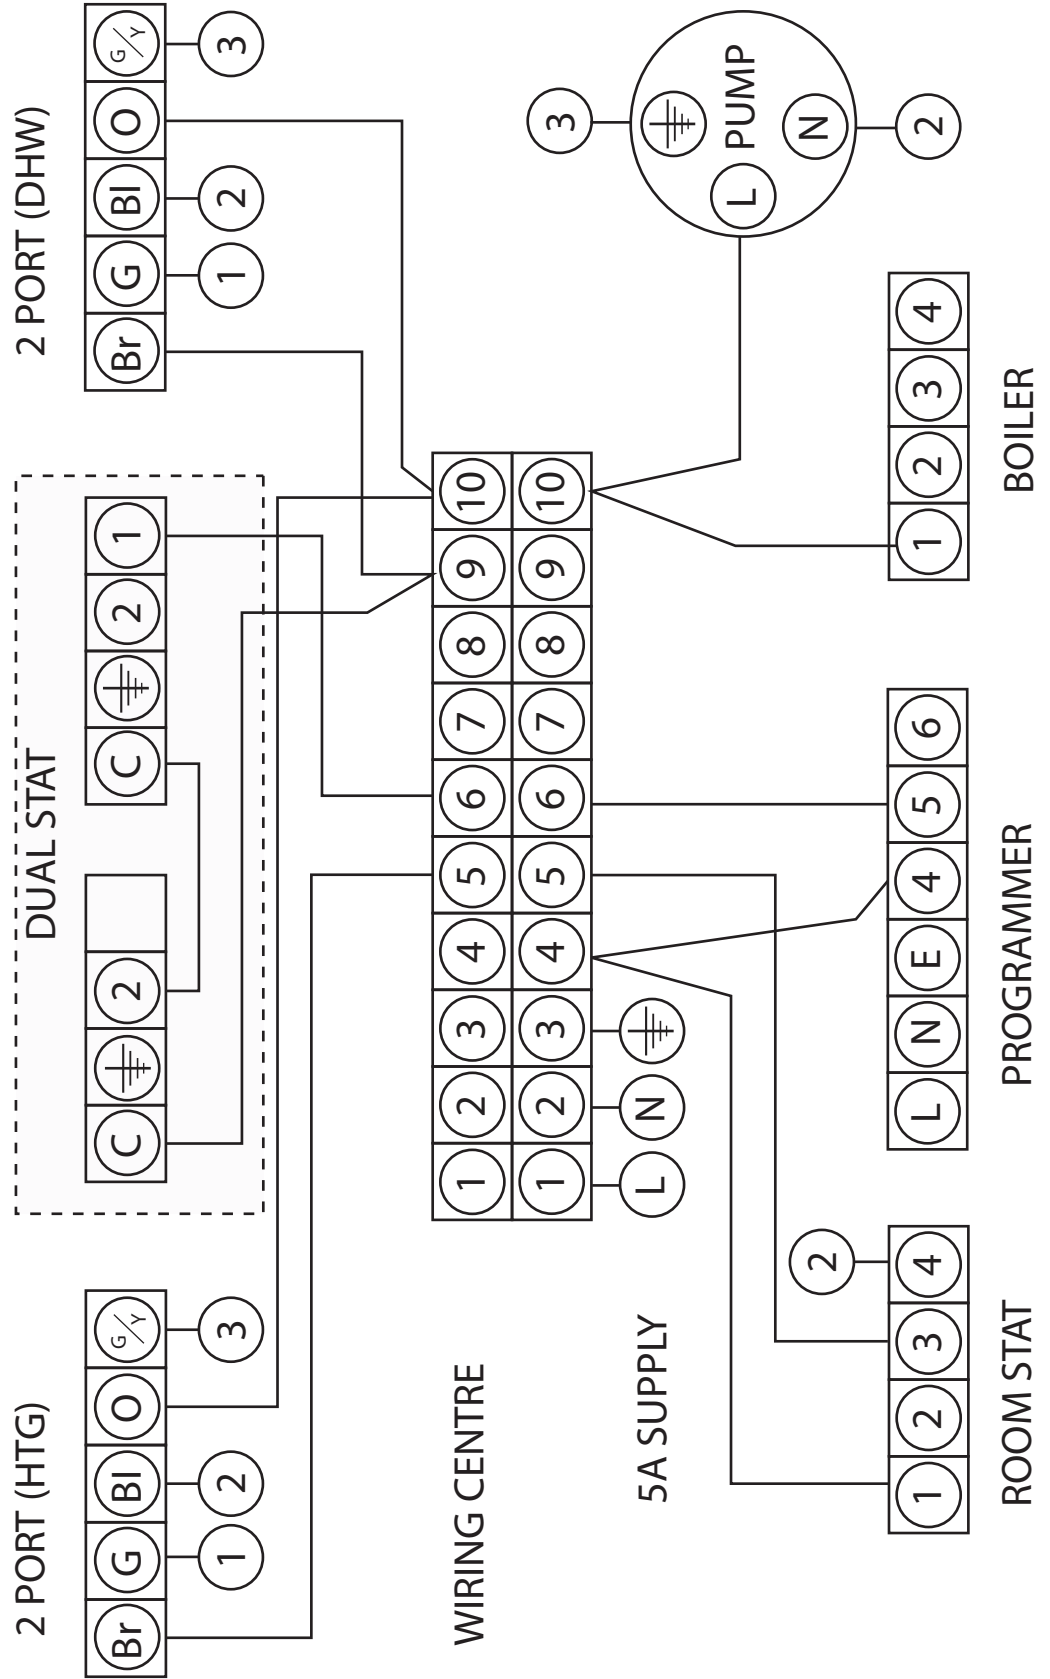 2 PORT (HTG)
Br G Bl O G/Y
1 2 3
DUAL STAT
C 2
C 2 1
2 PORT (DHW)
Br G Bl O G/Y
1 2 3
WIRING CENTRE
1 2 3 4 5 6 7 8 9 10
1 2 3 4 5 6 7 8 9 10
5A SUPPLY
L N
3
L PUMP
N
2
2
1 2 3 4
ROOM STAT
L N E 4 5 6
PROGRAMMER
1 2 3 4
BOILER